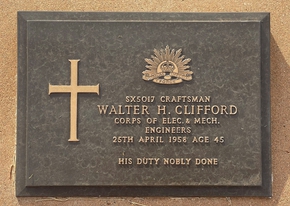 SX5017 CRAFTSMAN
WALTER H. CLIFFORD
CORPS OF ELEC. & MECH.
ENGINEERS
25TH APRIL 1958 AGE 45
HIS DUTY NOBLY DONE